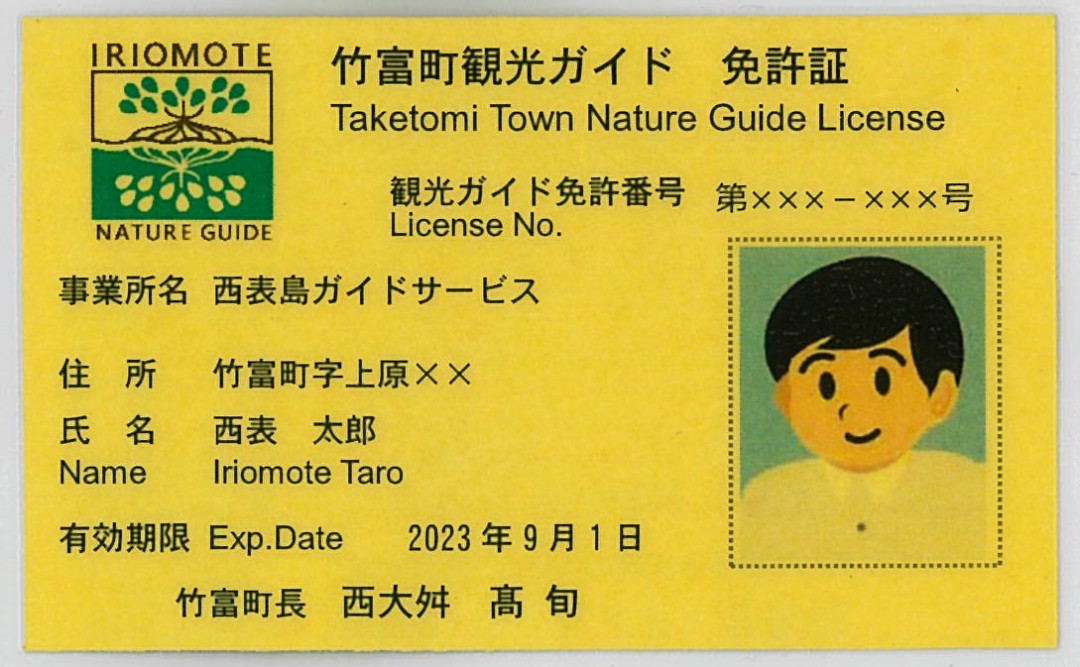 IRIOMOTE
NATURE GUIDE
竹富町観光ガイド　免許証
Taketomi Town Nature Guide License
観光ガイド免許番号　第×××－×××号
License No.
事業所名　西表島ガイドサービス
住　所　竹富町字上原××
氏　名　西表　太郎
Name　Iriomote Taro
有効期限 Exp.Date　2023年9月1日
竹富町長　西大舛　髙旬